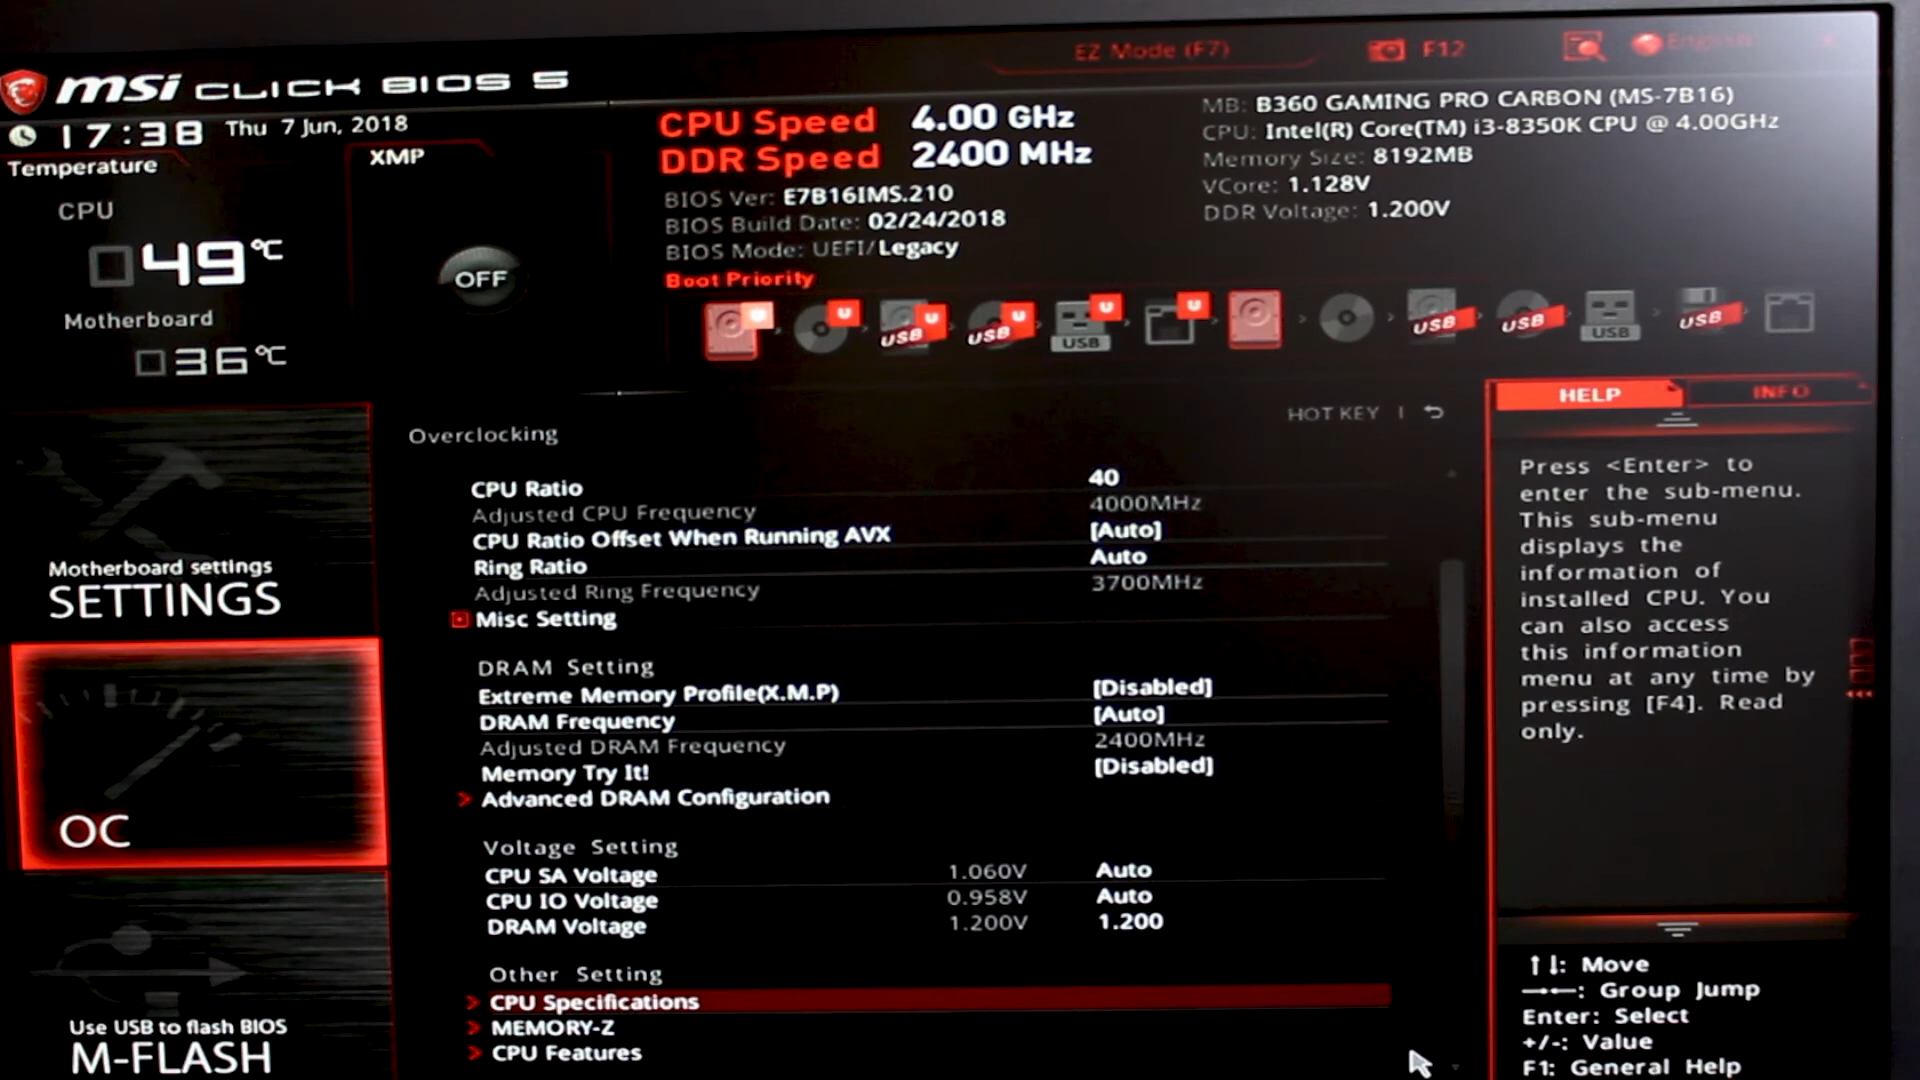 msi CLICK BIOS 5
EZ Mode (F7)
F12
English
17:38 Thu 7 Jun, 2018
CPU Speed 4.00 GHz
DDR Speed 2400 MHz
MB: B360 GAMING PRO CARBON (MS-7B16)
CPU: Intel(R) Core(TM) i3-8350K CPU @ 4.00GHz
Memory Size: 8192MB
VCore: 1.128V
DDR Voltage: 1.200V
BIOS Ver: E7B16IMS.210
BIOS Build Date: 02/24/2018
BIOS Mode: UEFI/Legacy
Boot Priority
Temperature
CPU
49°C
Motherboard
36°C
XMP
OFF
U
U
USB U
USB U
U USB
U
USB
USB
USB
USB
Motherboard settings
SETTINGS
OC
Use USB to flash BIOS
M-FLASH
Overclocking
HOT KEY |
CPU Ratio 40
Adjusted CPU Frequency 4000MHz
CPU Ratio Offset When Running AVX [Auto]
Ring Ratio Auto
Adjusted Ring Frequency 3700MHz
Misc Setting
DRAM Setting
Extreme Memory Profile(X.M.P) [Disabled]
DRAM Frequency [Auto]
Adjusted DRAM Frequency 2400MHz
Memory Try It! [Disabled]
> Advanced DRAM Configuration
Voltage Setting
CPU SA Voltage 1.060V Auto
CPU IO Voltage 0.958V Auto
DRAM Voltage 1.200V 1.200
Other Setting
> CPU Specifications
> MEMORY-Z
> CPU Features
HELP
INFO
Press <Enter> to
enter the sub-menu.
This sub-menu
displays the
information of
installed CPU. You
can also access
this information
menu at any time by
pressing [F4]. Read
only.
↑↓: Move
→←: Group Jump
Enter: Select
+/-: Value
F1: General Help